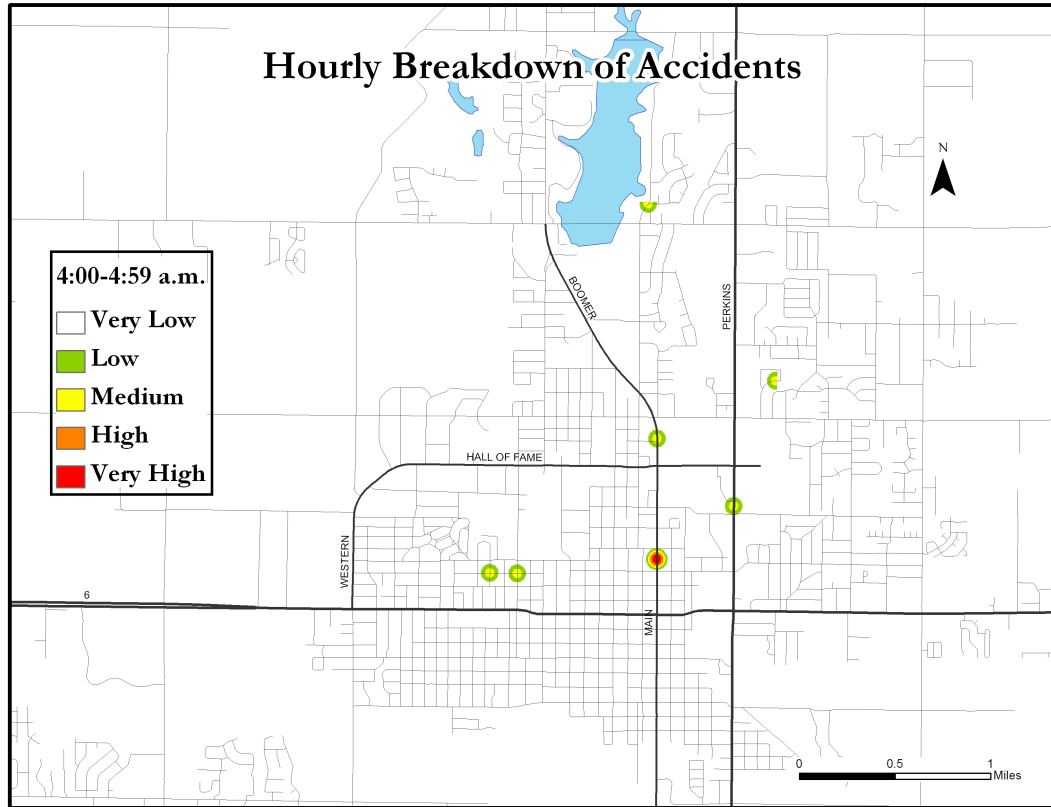 Hourly Breakdown of Accidents
N
4:00-4:59 a.m.
Very Low
Low
Medium
High
Very High
BOOMER
PERKINS
HALL OF FAME
WESTERN
6
MAIN
0 0.5 1
Miles